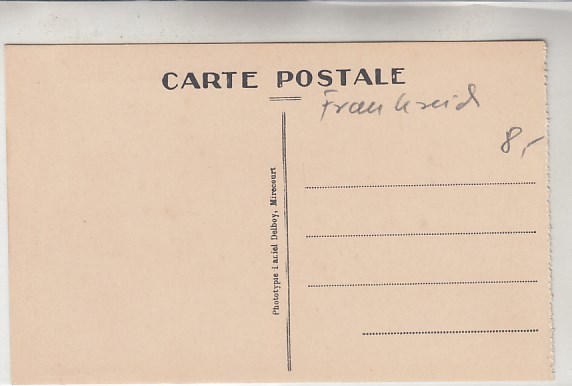 CARTE POSTALE
Frankreich
8,-
Phototypie Daniel Delboy, Mirecourt